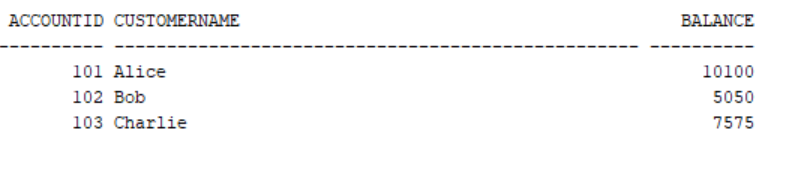 ACCOUNTID CUSTOMERNAME BALANCE
---------- -------------------------------------------------- ----------
101 Alice 10100
102 Bob 5050
103 Charlie 7575